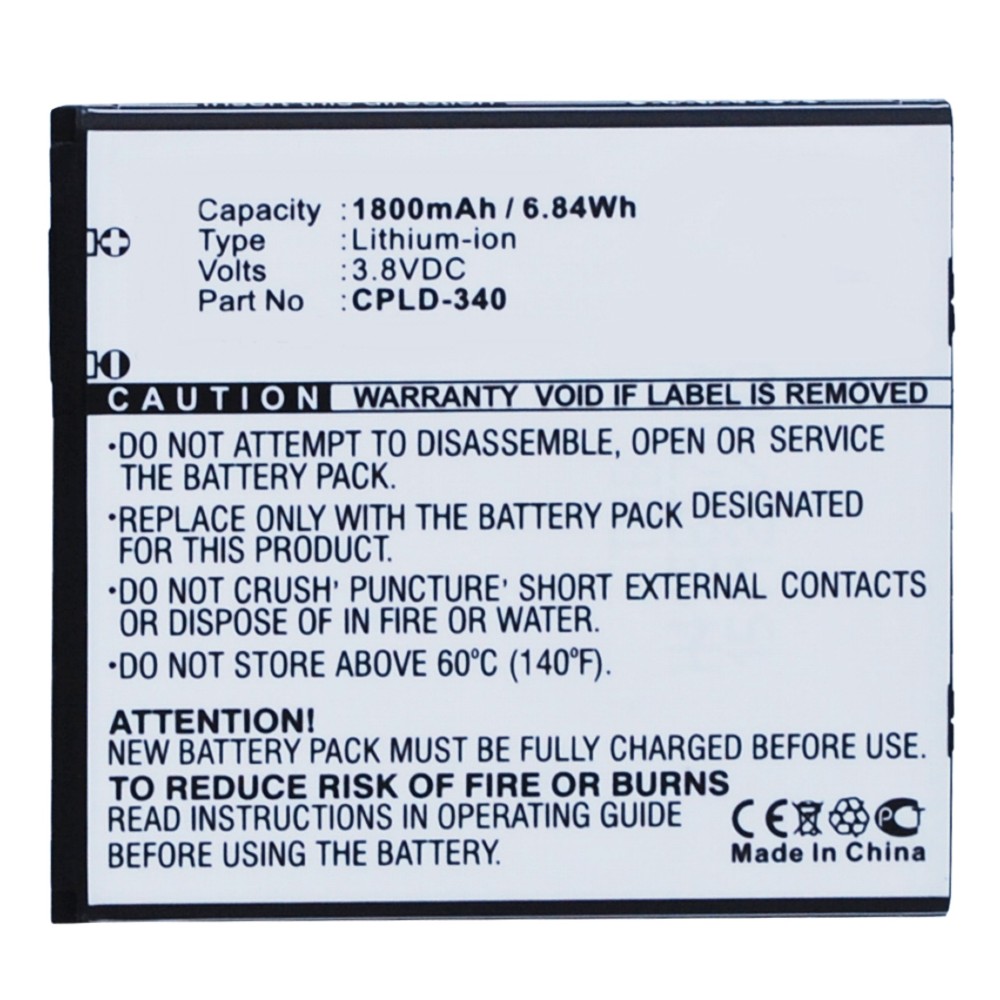 Insert this direction
Capacity : 1800mAh / 6.84Wh
Type : Lithium-ion
Volts : 3.8VDC
Part No : CPLD-340
CAUTION WARRANTY VOID IF LABEL IS REMOVED
•DO NOT ATTEMPT TO DISASSEMBLE, OPEN OR SERVICE
THE BATTERY PACK.
•REPLACE ONLY WITH THE BATTERY PACK DESIGNATED
FOR THIS PRODUCT.
•DO NOT CRUSH' PUNCTURE' SHORT EXTERNAL CONTACTS
OR DISPOSE OF IN FIRE OR WATER.
•DO NOT STORE ABOVE 60°C (140°F).
ATTENTION!
NEW BATTERY PACK MUST BE FULLY CHARGED BEFORE USE.
TO REDUCE RISK OF FIRE OR BURNS
READ INSTRUCTIONS IN OPERATING GUIDE
BEFORE USING THE BATTERY.
CE
Made In China